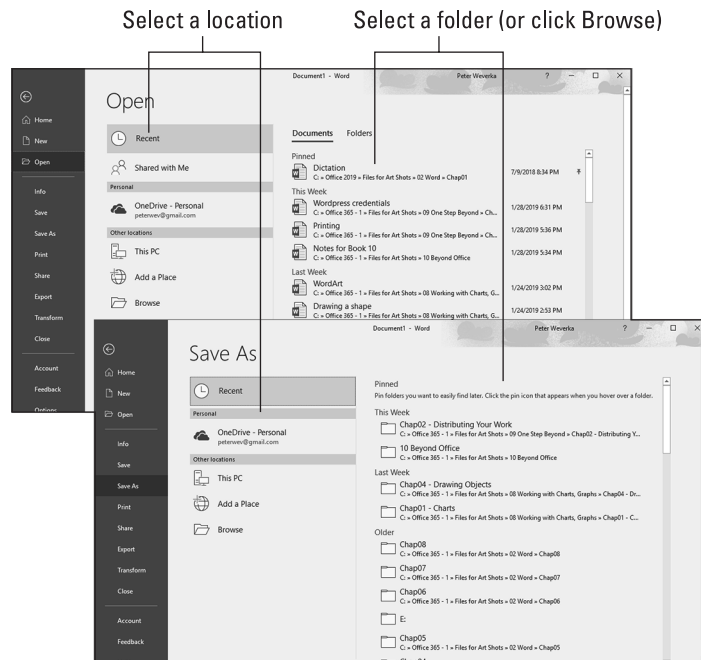 Select a location
Select a folder (or click Browse)
Document1 - Word
Peter Weverka
?
Open
Home
New
Open
Info
Save
Save As
Print
Share
Export
Transform
Close
Account
Feedback
Options
Recent
Shared with Me
Personal
OneDrive - Personal
peterwev@gmail.com
Other locations
This PC
Add a Place
Browse
Documents Folders
Pinned
Dictation 7/9/2018 8:34 PM
C: » Office 2019 » Files for Art Shots » 02 Word » Chap01
This Week
Wordpress credentials 1/28/2019 6:31 PM
C: » Office 365 - 1 » Files for Art Shots » 09 One Step Beyond » Ch...
Printing 1/28/2019 5:36 PM
C: » Office 365 - 1 » Files for Art Shots » 09 One Step Beyond » Ch...
Notes for Book 10 1/28/2019 5:34 PM
C: » Office 365 - 1 » Files for Art Shots » 10 Beyond Office
Last Week
WordArt 1/24/2019 3:02 PM
C: » Office 365 - 1 » Files for Art Shots » 08 Working with Charts, G...
Drawing a shape 1/24/2019 2:53 PM
C: » Office 365 - 1 » Files for Art Shots » 08 Working with Charts, G...
Document1 - Word
Peter Weverka
?
Save As
Home
New
Open
Info
Save
Save As
Print
Share
Export
Transform
Close
Account
Feedback
Recent
Personal
OneDrive - Personal
peterwev@gmail.com
Other locations
This PC
Add a Place
Browse
Pinned
Pin folders you want to easily find later. Click the pin icon that appears when you hover over a folder.
This Week
Chap02 - Distributing Your Work
C: » Office 365 - 1 » Files for Art Shots » 09 One Step Beyond » Chap02 - Distributing Y...
10 Beyond Office
C: » Office 365 - 1 » Files for Art Shots » 10 Beyond Office
Last Week
Chap04 - Drawing Objects
C: » Office 365 - 1 » Files for Art Shots » 08 Working with Charts, Graphs » Chap04 - Dr...
Chap01 - Charts
C: » Office 365 - 1 » Files for Art Shots » 08 Working with Charts, Graphs » Chap01 - C...
Older
Chap08
C: » Office 365 - 1 » Files for Art Shots » 02 Word » Chap08
Chap07
C: » Office 365 - 1 » Files for Art Shots » 02 Word » Chap07
Chap06
C: » Office 365 - 1 » Files for Art Shots » 02 Word » Chap06
E:
Chap05
C: » Office 365 - 1 » Files for Art Shots » 02 Word » Chap05